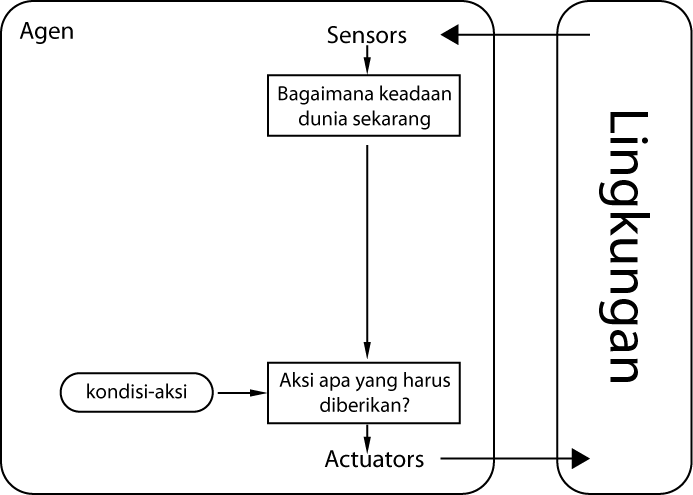 Agen
Sensors
Bagaimana keadaan
dunia sekarang
Lingkungan
kondisi-aksi
Aksi apa yang harus
diberikan?
Actuators